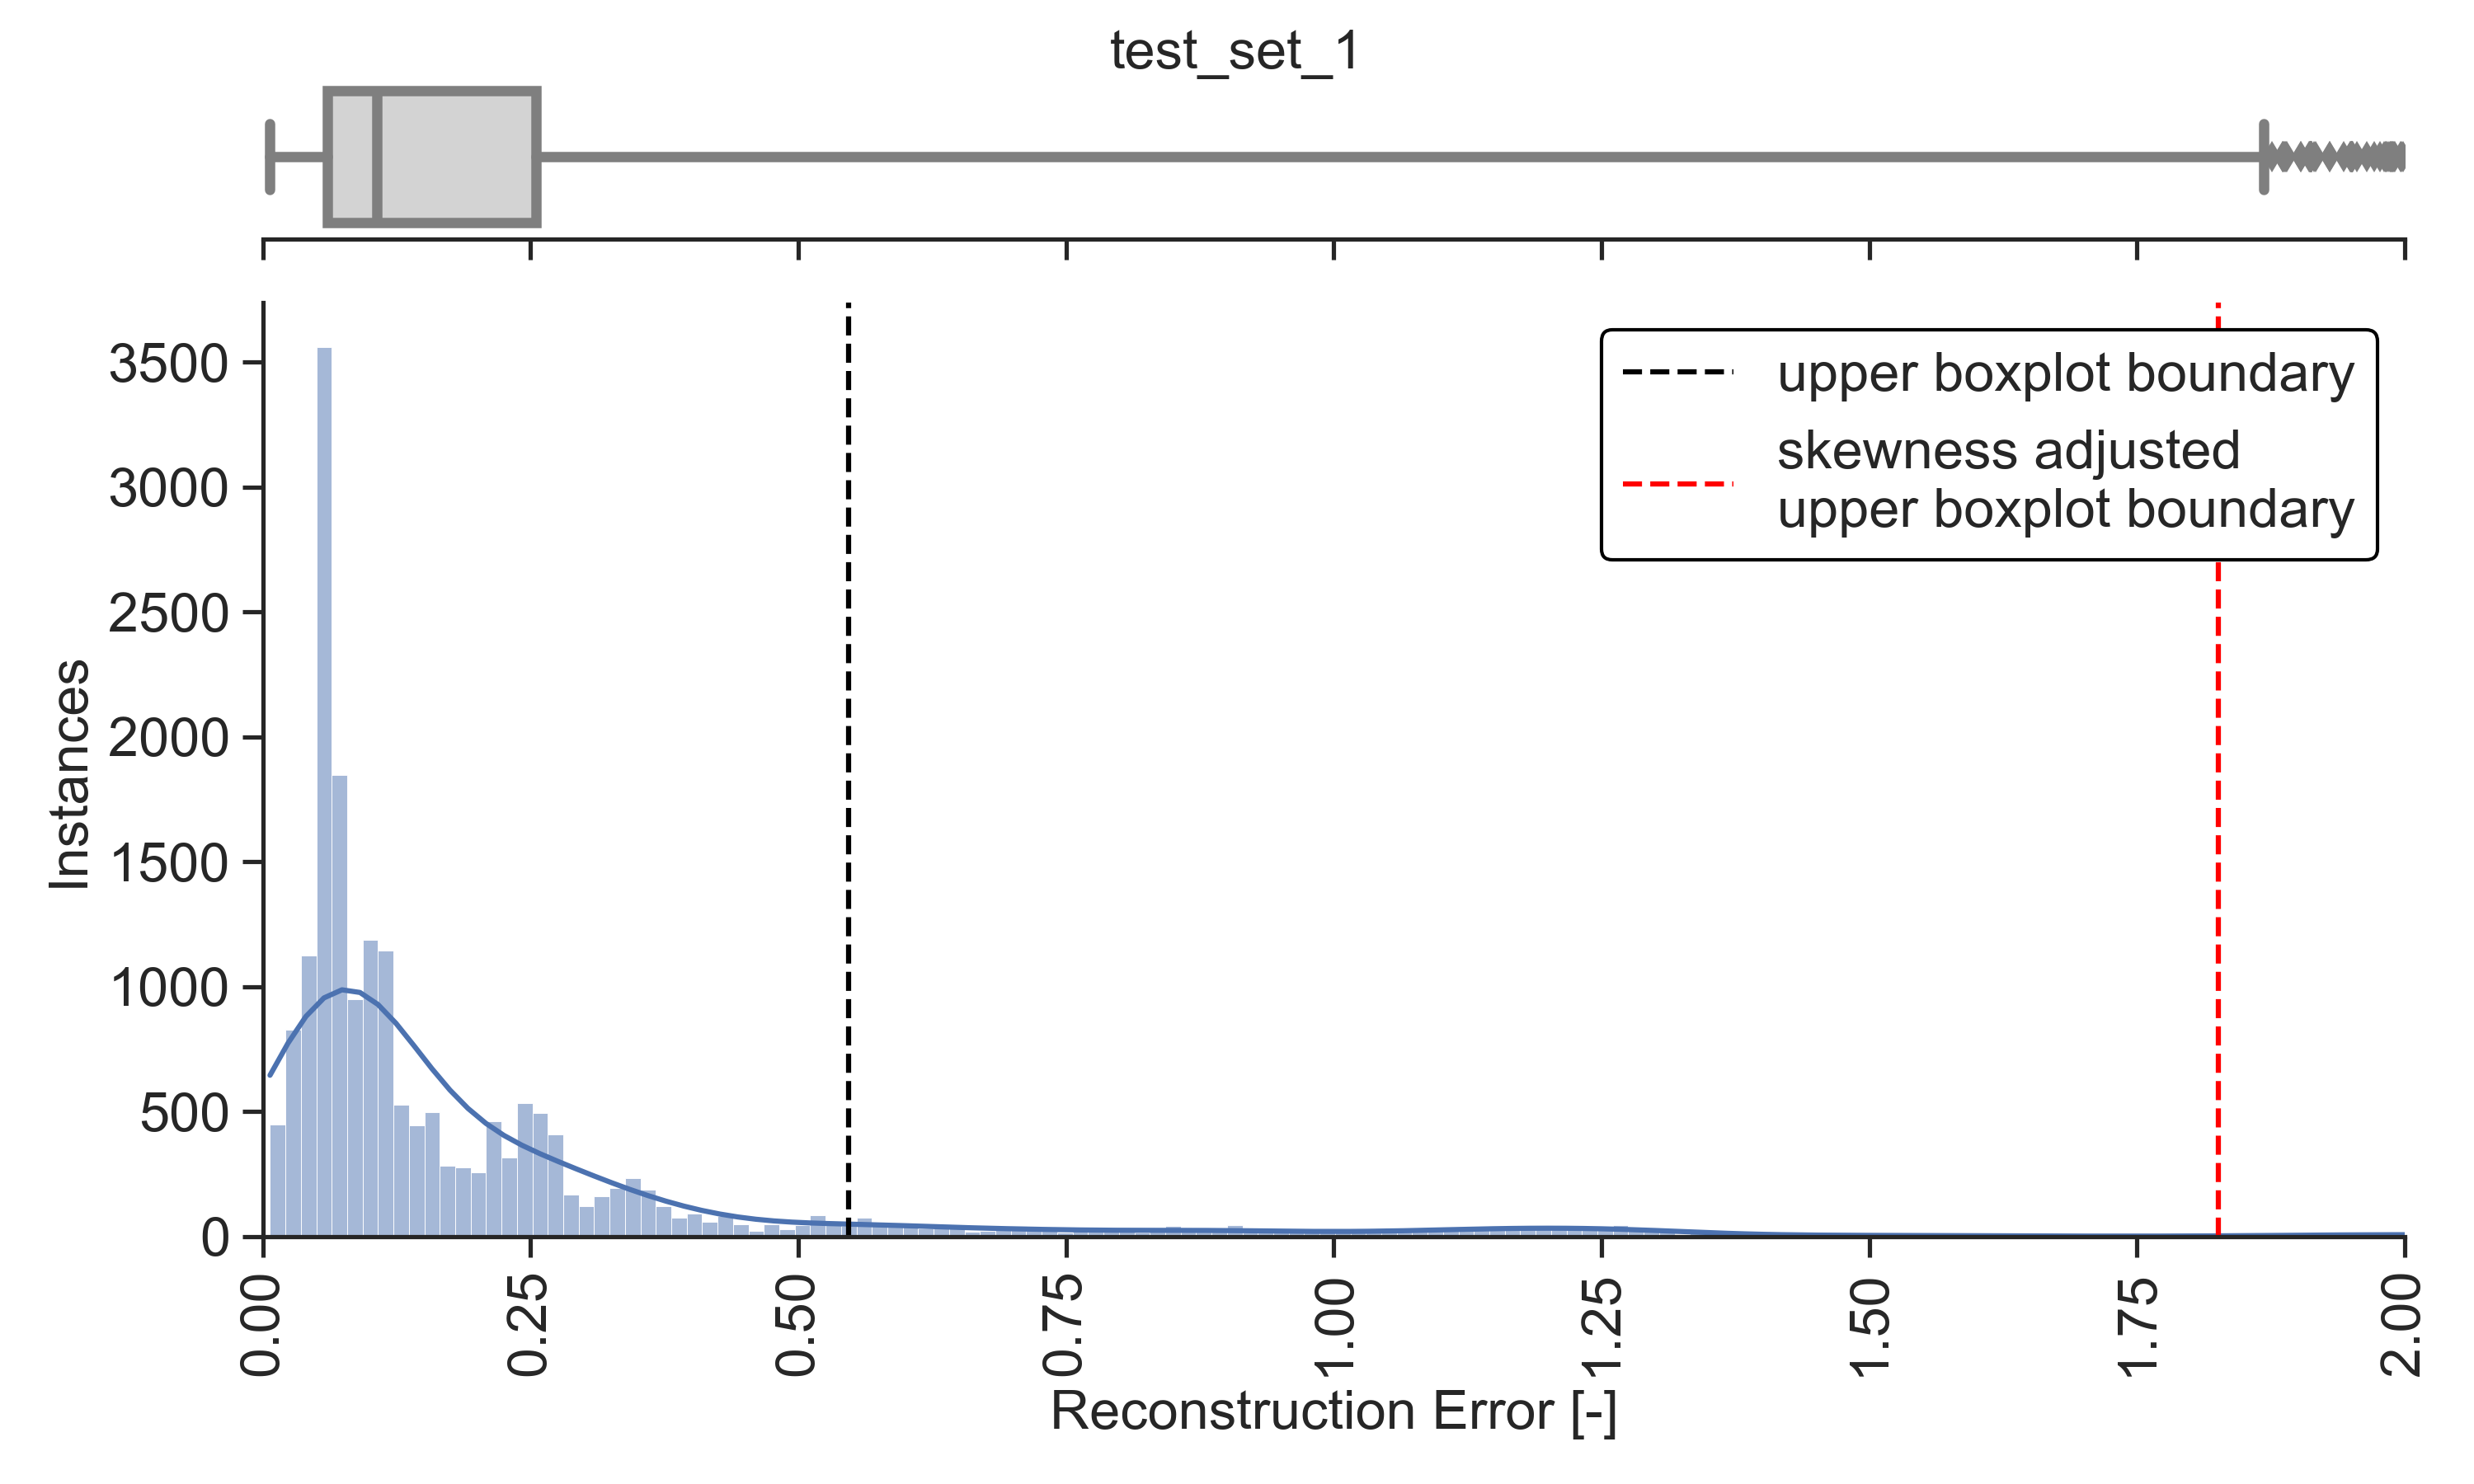 test_set_1
3500
3000
2500
2000
1500
1000
500
0
Instances
upper boxplot boundary
skewness adjusted
upper boxplot boundary
0.00
0.25
0.50
0.75
1.00
1.25
1.50
1.75
2.00
Reconstruction Error [-]